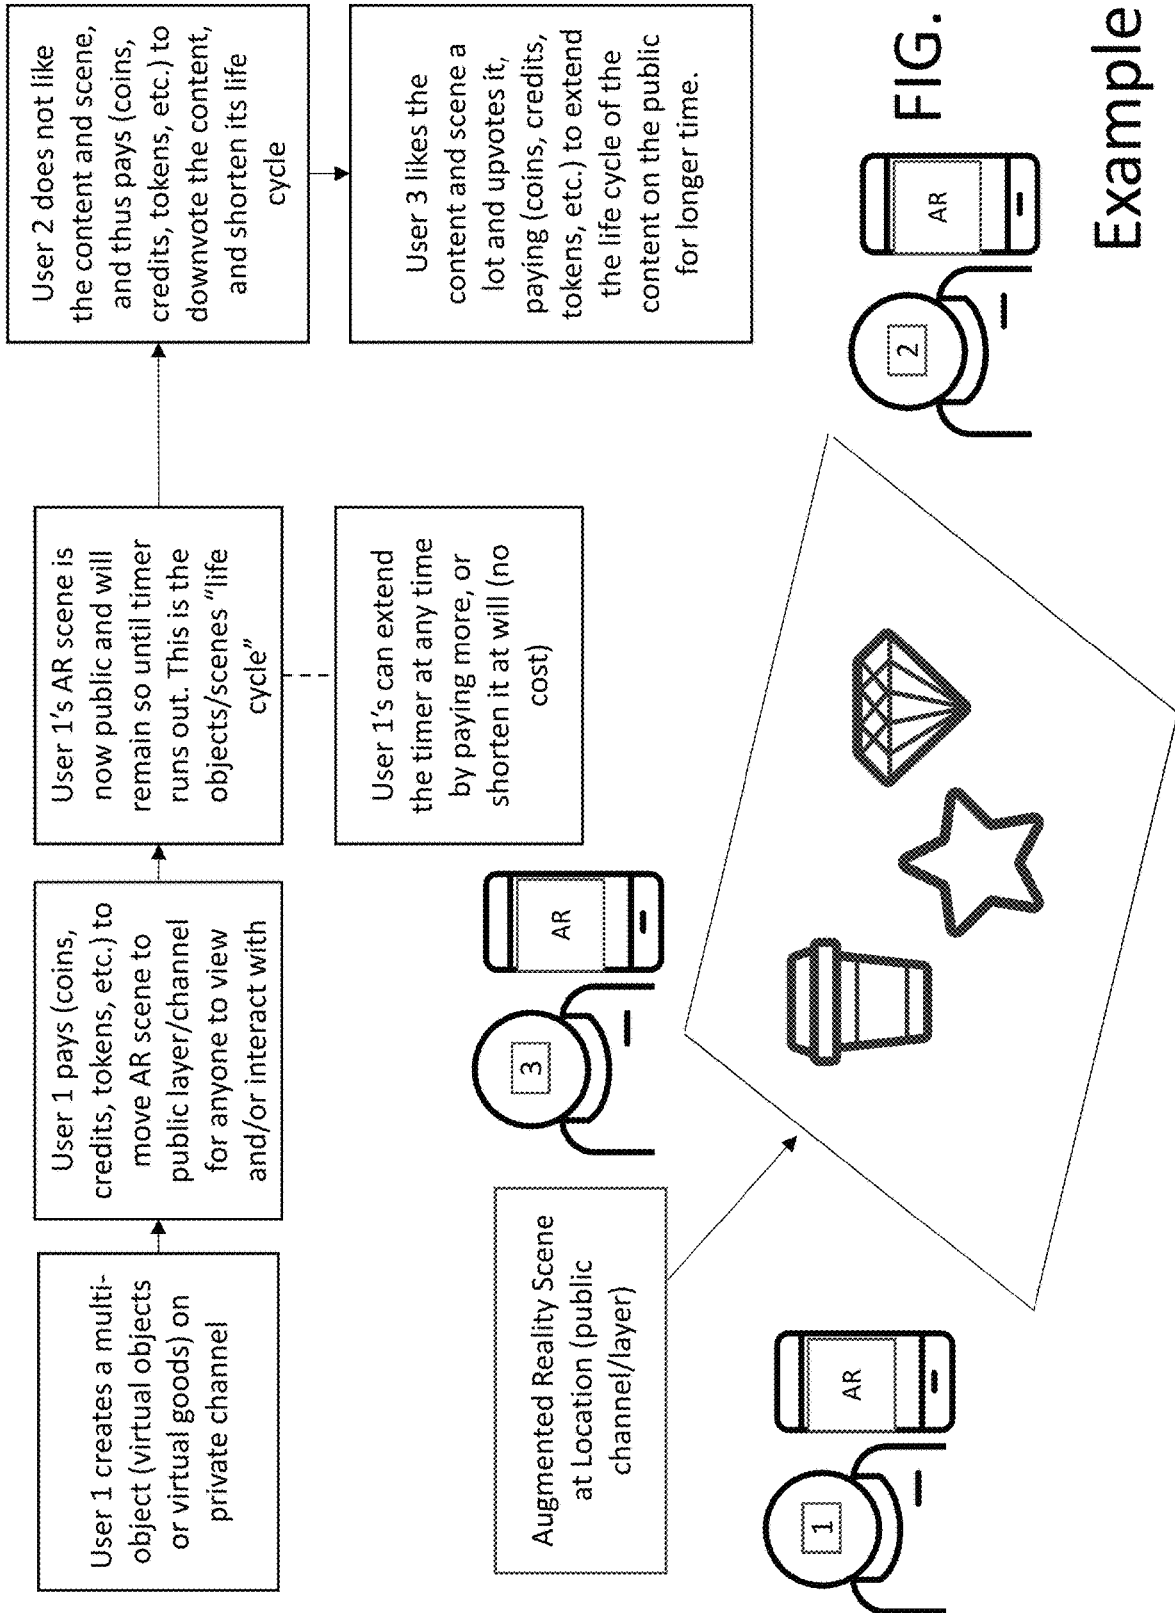 User 1 creates a multi-
object (virtual objects
or virtual goods) on
private channel
User 1 pays (coins,
credits, tokens, etc.) to
move AR scene to
public layer/channel
for anyone to view
and/or interact with
User 1's AR scene is
now public and will
remain so until timer
runs out. This is the
objects/scenes "life
cycle"
User 1's can extend
the timer at any time
by paying more, or
shorten it at will (no
cost)
User 2 does not like
the content and scene,
and thus pays (coins,
credits, tokens, etc.) to
downvote the content,
and shorten its life
cycle
User 3 likes the
content and scene a
lot and upvotes it,
paying (coins, credits,
tokens, etc.) to extend
the life cycle of the
content on the public
for longer time.
Augmented Reality Scene
at Location (public
channel/layer)
3
AR
1
AR
2
AR
FIG.
Example